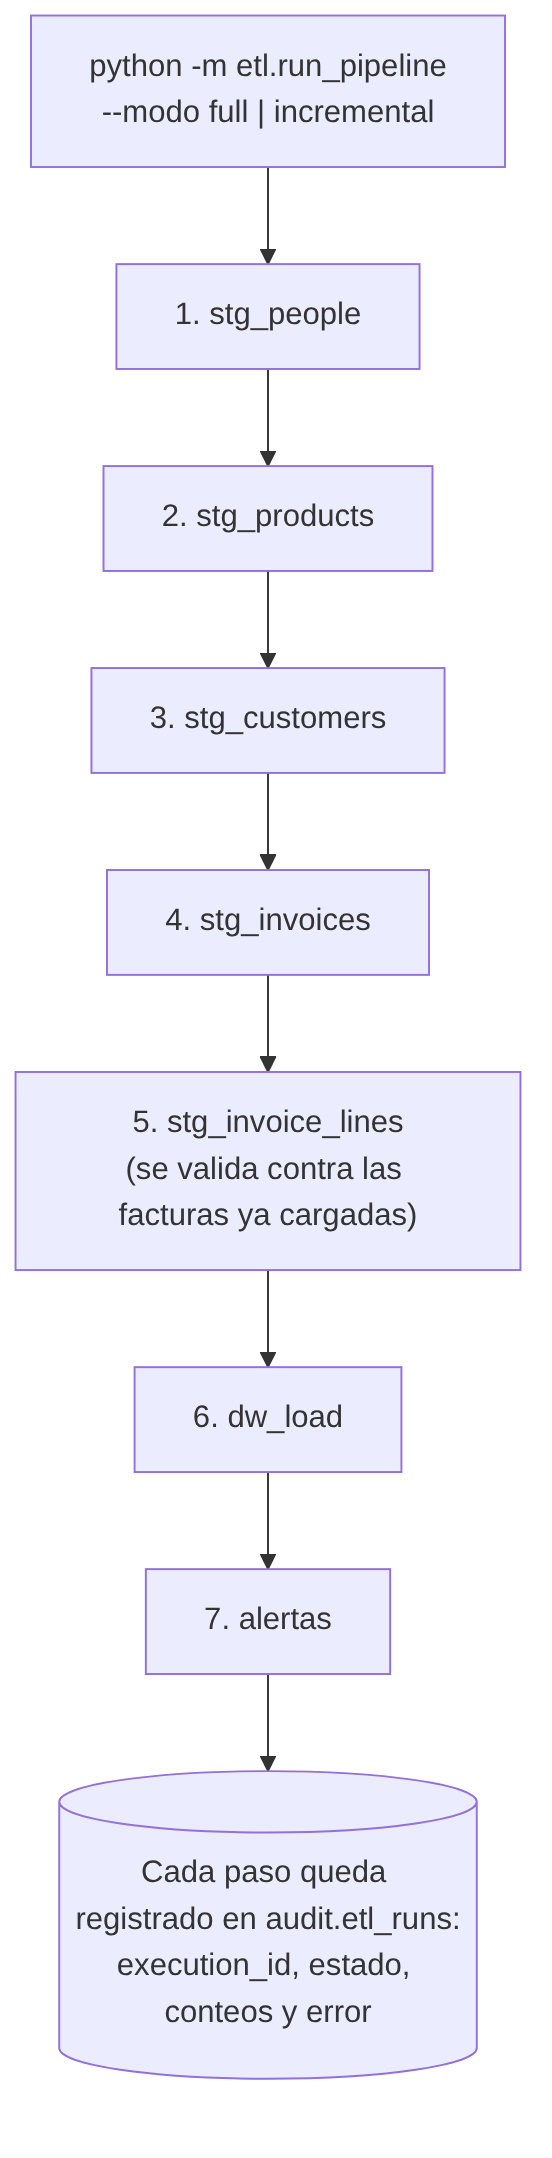 python -m etl.run_pipeline
--modo full | incremental
1. stg_people
2. stg_products
3. stg_customers
4. stg_invoices
5. stg_invoice_lines
(se valida contra las
facturas ya cargadas)
6. dw_load
7. alertas
Cada paso queda
registrado en audit.etl_runs:
execution_id, estado,
conteos y error